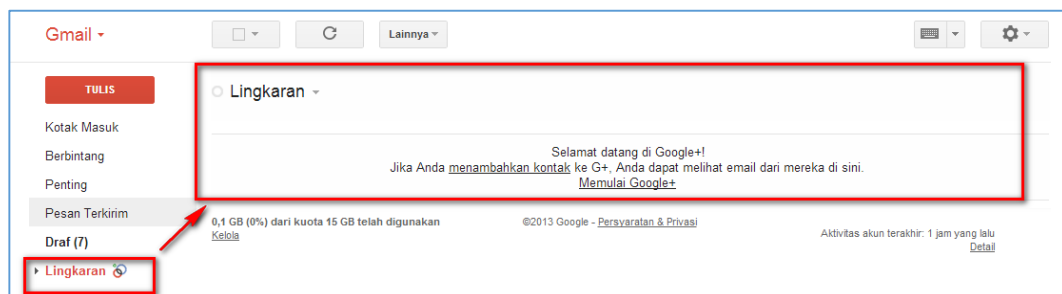 Gmail
Lainnya
TULIS
Kotak Masuk
Berbintang
Penting
Pesan Terkirim
Draf (7)
Lingkaran
Lingkaran
Selamat datang di Google+!
Jika Anda menambahkan kontak ke G+, Anda dapat melihat email dari mereka di sini.
Memulai Google+
0,1 GB (0%) dari kuota 15 GB telah digunakan
Kelola
©2013 Google - Persyaratan & Privasi
Aktivitas akun terakhir: 1 jam yang lalu
Detail